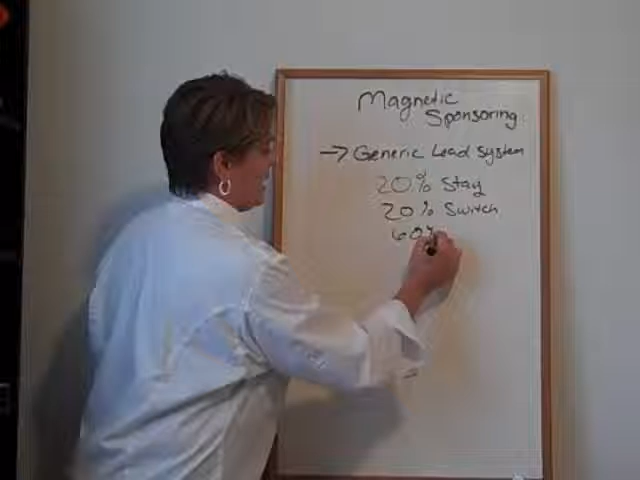 Magnetic
Sponsoring
→ Generic Lead System
20% Stay
20% Switch
60%